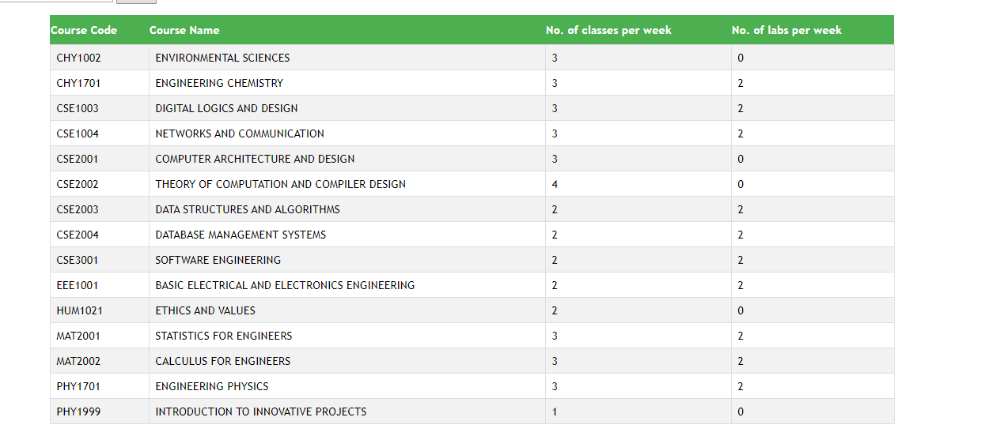 Course Code Course Name No. of classes per week No. of labs per week
CHY1002 ENVIRONMENTAL SCIENCES 3 0
CHY1701 ENGINEERING CHEMISTRY 3 2
CSE1003 DIGITAL LOGICS AND DESIGN 3 2
CSE1004 NETWORKS AND COMMUNICATION 3 2
CSE2001 COMPUTER ARCHITECTURE AND DESIGN 3 0
CSE2002 THEORY OF COMPUTATION AND COMPILER DESIGN 4 0
CSE2003 DATA STRUCTURES AND ALGORITHMS 2 2
CSE2004 DATABASE MANAGEMENT SYSTEMS 2 2
CSE3001 SOFTWARE ENGINEERING 2 2
EEE1001 BASIC ELECTRICAL AND ELECTRONICS ENGINEERING 2 2
HUM1021 ETHICS AND VALUES 2 0
MAT2001 STATISTICS FOR ENGINEERS 3 2
MAT2002 CALCULUS FOR ENGINEERS 3 2
PHY1701 ENGINEERING PHYSICS 3 2
PHY1999 INTRODUCTION TO INNOVATIVE PROJECTS 1 0